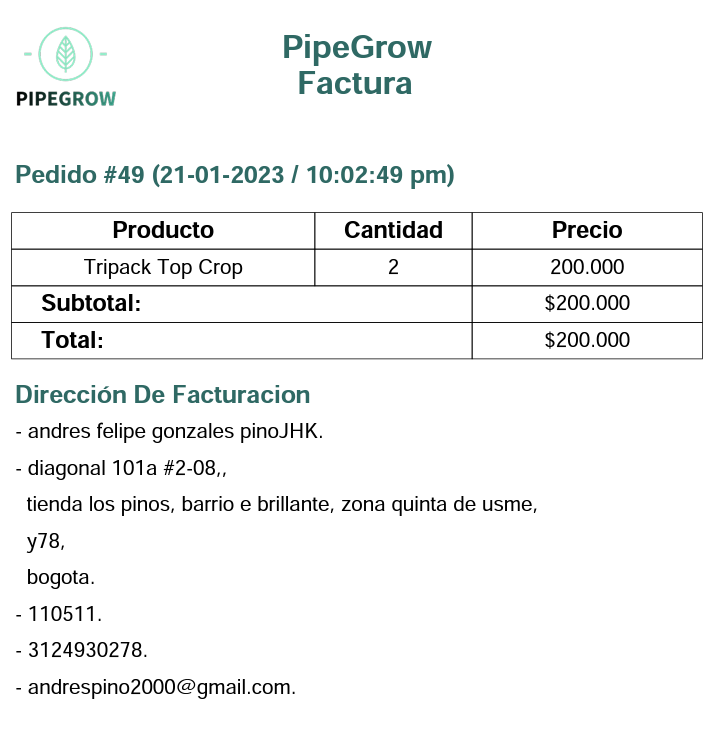 PIPEGROW
PipeGrow
Factura
Pedido #49 (21-01-2023 / 10:02:49 pm)
Producto Cantidad Precio
Tripack Top Crop 2 200.000
Subtotal: $200.000
Total: $200.000
Dirección De Facturacion
- andres felipe gonzales pinoJHK.
- diagonal 101a #2-08,,
tienda los pinos, barrio e brillante, zona quinta de usme,
y78,
bogota.
- 110511.
- 3124930278.
- andrespino2000@gmail.com.